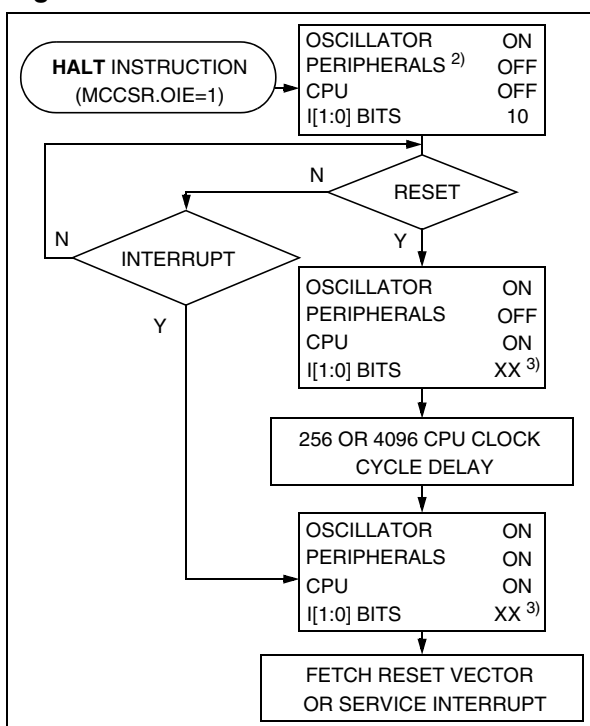 HALT INSTRUCTION
(MCCSR.OIE=1)
OSCILLATOR ON
PERIPHERALS 2) OFF
CPU OFF
I[1:0] BITS 10
N
RESET
N
INTERRUPT
Y
Y
OSCILLATOR ON
PERIPHERALS OFF
CPU ON
I[1:0] BITS XX 3)
256 OR 4096 CPU CLOCK
CYCLE DELAY
OSCILLATOR ON
PERIPHERALS ON
CPU ON
I[1:0] BITS XX 3)
FETCH RESET VECTOR
OR SERVICE INTERRUPT